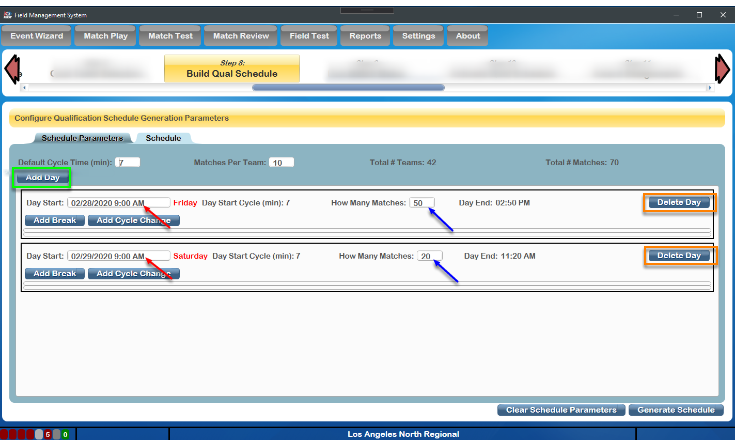 Field Management System
Event Wizard Match Play Match Test Match Review Field Test Reports Settings About
Step 8:
Build Qual Schedule
Configure Qualification Schedule Generation Parameters
Schedule Parameters Schedule
Default Cycle Time (min): 7 Matches Per Team: 10 Total # Teams: 42 Total # Matches: 70
Add Day
Day Start: 02/28/2020 9:00 AM Friday Day Start Cycle (min): 7 How Many Matches: 50 Day End: 02:50 PM Delete Day
Add Break Add Cycle Change
Day Start: 02/29/2020 9:00 AM Saturday Day Start Cycle (min): 7 How Many Matches: 20 Day End: 11:20 AM Delete Day
Add Break Add Cycle Change
Clear Schedule Parameters Generate Schedule
6 0 Los Angeles North Regional